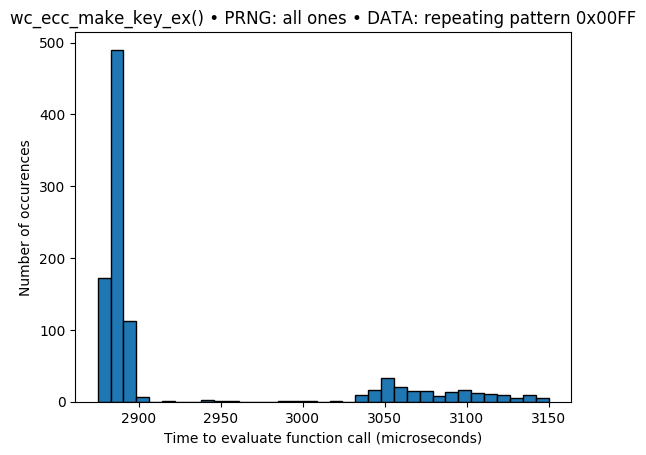 wc_ecc_make_key_ex() • PRNG: all ones • DATA: repeating pattern 0x00FF
500
400
300
200
100
0
Number of occurences
2900 2950 3000 3050 3100 3150
Time to evaluate function call (microseconds)